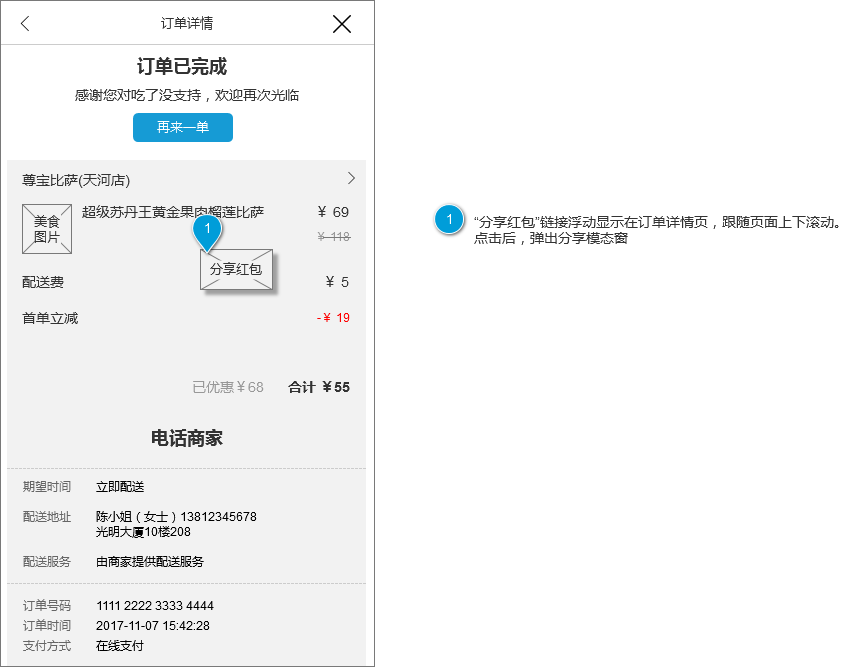 订单详情
订单已完成
感谢您对吃了没支持，欢迎再次光临
再来一单
尊宝比萨(天河店)
美食
图片
超级苏丹王黄金果肉榴莲比萨
￥ 69
￥ 118
1
分享红包
配送费
￥ 5
首单立减
-￥ 19
已优惠￥68
合计 ￥55
电话商家
期望时间 立即配送
配送地址 陈小姐（女士）13812345678
光明大厦10楼208
配送服务 由商家提供配送服务
订单号码 1111 2222 3333 4444
订单时间 2017-11-07 15:42:28
支付方式 在线支付
1
“分享红包”链接浮动显示在订单详情页，跟随页面上下滚动。
点击后，弹出分享模态窗